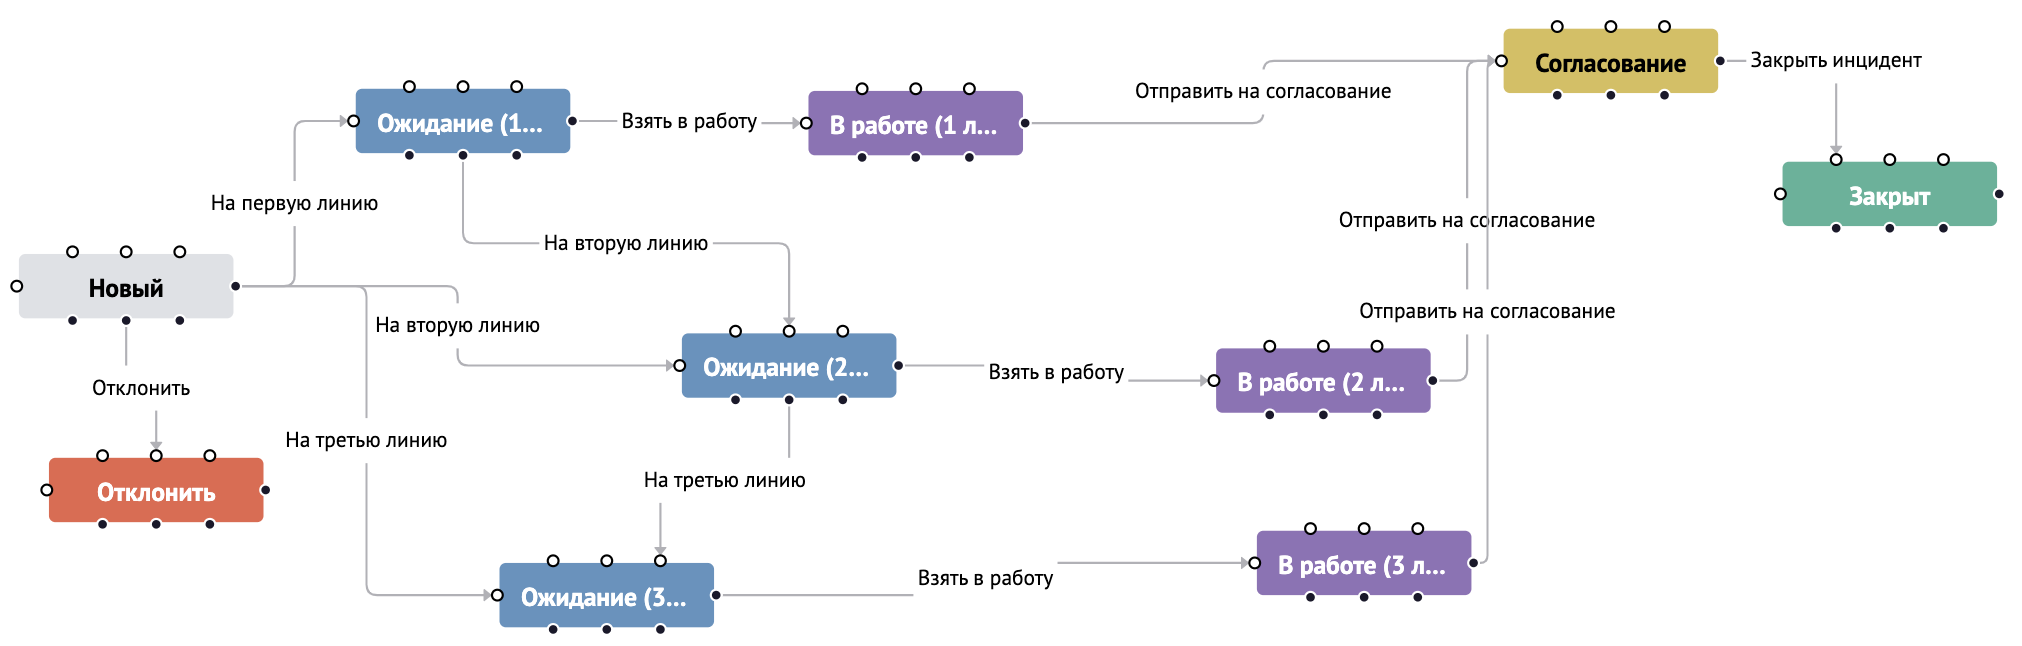 Согласование
Закрыть инцидент
Отправить на согласование
Ожидание (1...
Взять в работу
В работе (1 л...
Закрыт
На первую линию
Отправить на согласование
На вторую линию
Новый
Отправить на согласование
На вторую линию
Ожидание (2...
Взять в работу
В работе (2 л...
Отклонить
На третью линию
На третью линию
Отклонить
В работе (3 л...
Взять в работу
Ожидание (3...